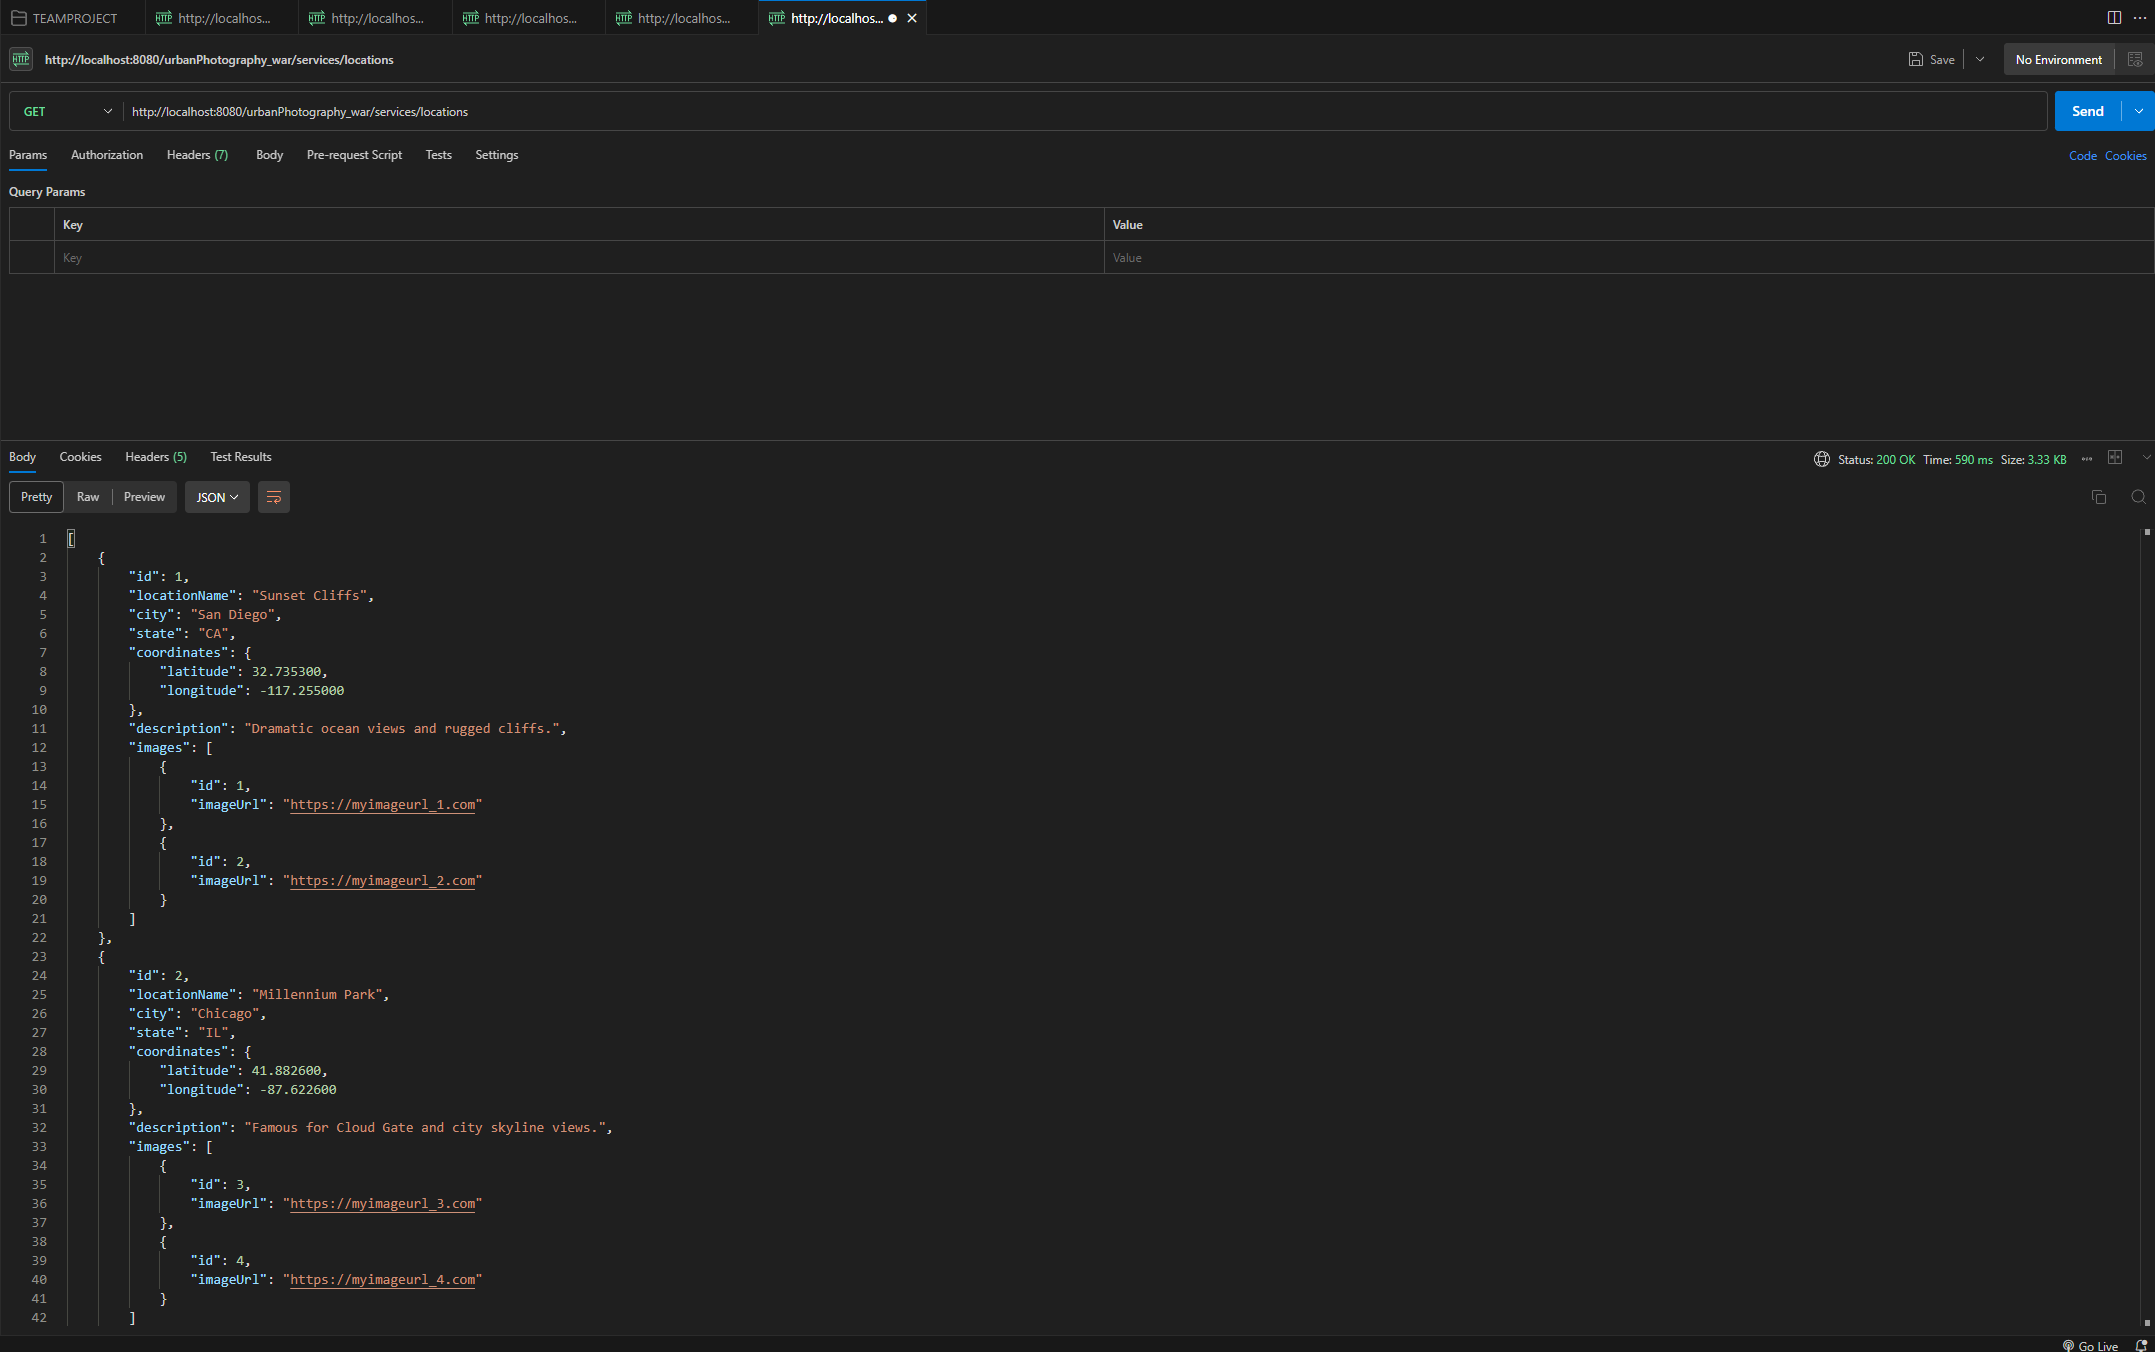 TEAMPROJECT
http://localhos...
http://localhos...
http://localhos...
http://localhos...
http://localhos...
HTTP http://localhost:8080/urbanPhotography_war/services/locations
Save
No Environment
GET http://localhost:8080/urbanPhotography_war/services/locations
Send
Params Authorization Headers (7) Body Pre-request Script Tests Settings
Code Cookies
Query Params
Key Value
Key Value
Body Cookies Headers (5) Test Results
Status: 200 OK Time: 590 ms Size: 3.33 KB
Pretty Raw Preview JSON
1 [
2 {
3 "id": 1,
4 "locationName": "Sunset Cliffs",
5 "city": "San Diego",
6 "state": "CA",
7 "coordinates": {
8 "latitude": 32.735300,
9 "longitude": -117.255000
10 },
11 "description": "Dramatic ocean views and rugged cliffs.",
12 "images": [
13 {
14 "id": 1,
15 "imageUrl": "https://myimageurl_1.com"
16 },
17 {
18 "id": 2,
19 "imageUrl": "https://myimageurl_2.com"
20 }
21 ]
22 },
23 {
24 "id": 2,
25 "locationName": "Millennium Park",
26 "city": "Chicago",
27 "state": "IL",
28 "coordinates": {
29 "latitude": 41.882600,
30 "longitude": -87.622600
31 },
32 "description": "Famous for Cloud Gate and city skyline views.",
33 "images": [
34 {
35 "id": 3,
36 "imageUrl": "https://myimageurl_3.com"
37 },
38 {
39 "id": 4,
40 "imageUrl": "https://myimageurl_4.com"
41 }
42 ]
Go Live